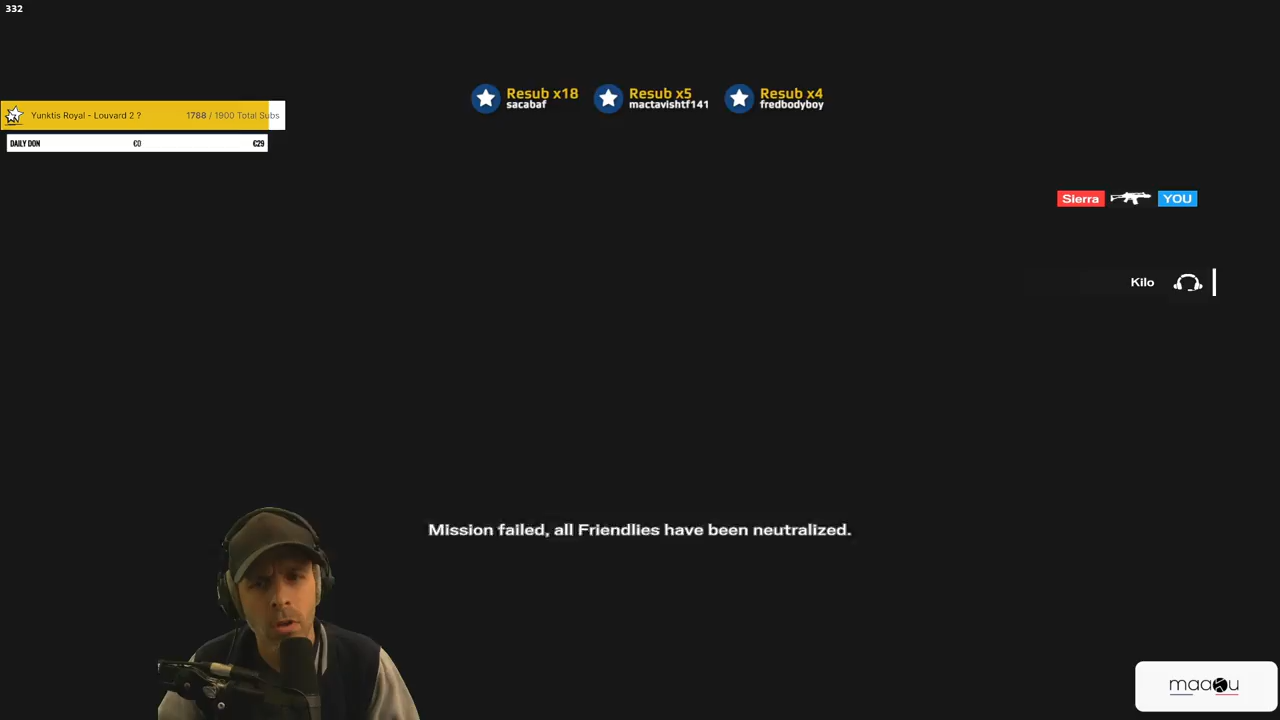 332
Resub x18
sacabaf
Resub x5
mactavishtf141
Resub x4
fredbodyboy
Yunktis Royal - Louvard 2 ?
1788 / 1900 Total Subs
DAILY DON €0 €29
Sierra YOU
Kilo
Mission failed, all Friendlies have been neutralized.
maaKu